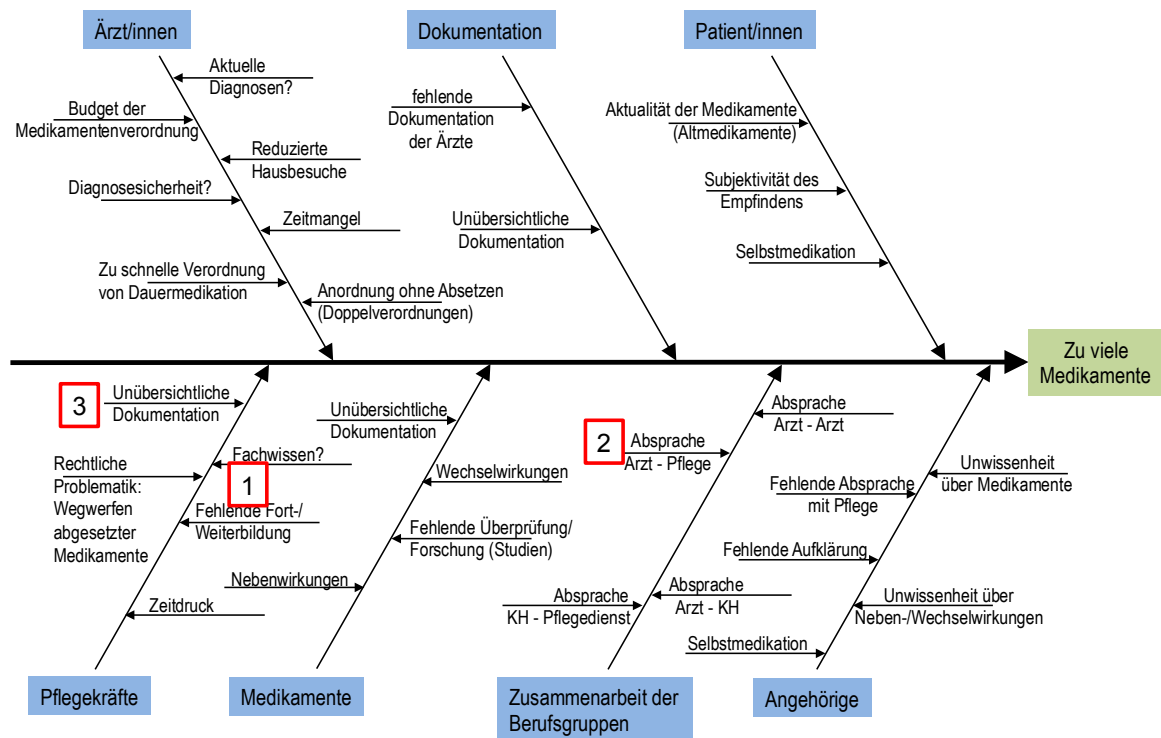 Ärzt/innen
Dokumentation
Patient/innen
Aktuelle
Diagnosen?
Budget der
Medikamentenverordnung
Reduzierte
Hausbesuche
Diagnosesicherheit?
Zeitmangel
Zu schnelle Verordnung
von Dauermedikation
Anordnung ohne Absetzen
(Doppelverordnungen)
fehlende
Dokumentation
der Ärzte
Unübersichtliche
Dokumentation
Aktualität der Medikamente
(Altmedikamente)
Subjektivität des
Empfindens
Selbstmedikation
Zu viele
Medikamente
3
Unübersichtliche
Dokumentation
Fachwissen?
1
Rechtliche
Problematik:
Wegwerfen
abgesetzter
Medikamente
Fehlende Fort-/
Weiterbildung
Zeitdruck
Unübersichtliche
Dokumentation
Wechselwirkungen
Fehlende Überprüfung/
Forschung (Studien)
Nebenwirkungen
Absprache
Arzt - Arzt
2
Absprache
Arzt - Pflege
Absprache
KH - Pflegedienst
Absprache
Arzt - KH
Unwissenheit
über Medikamente
Fehlende Absprache
mit Pflege
Fehlende Aufklärung
Unwissenheit über
Neben-/Wechselwirkungen
Selbstmedikation
Pflegekräfte
Medikamente
Zusammenarbeit der
Berufsgruppen
Angehörige